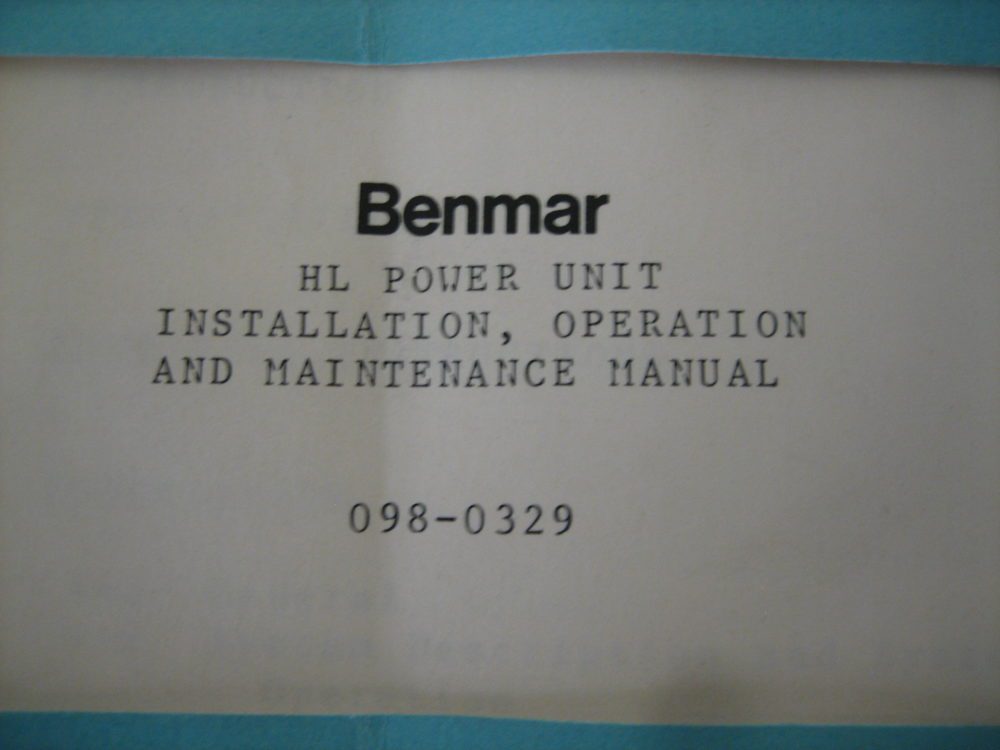 Benmar
HL POWER UNIT
INSTALLATION, OPERATION
AND MAINTENANCE MANUAL
098-0329